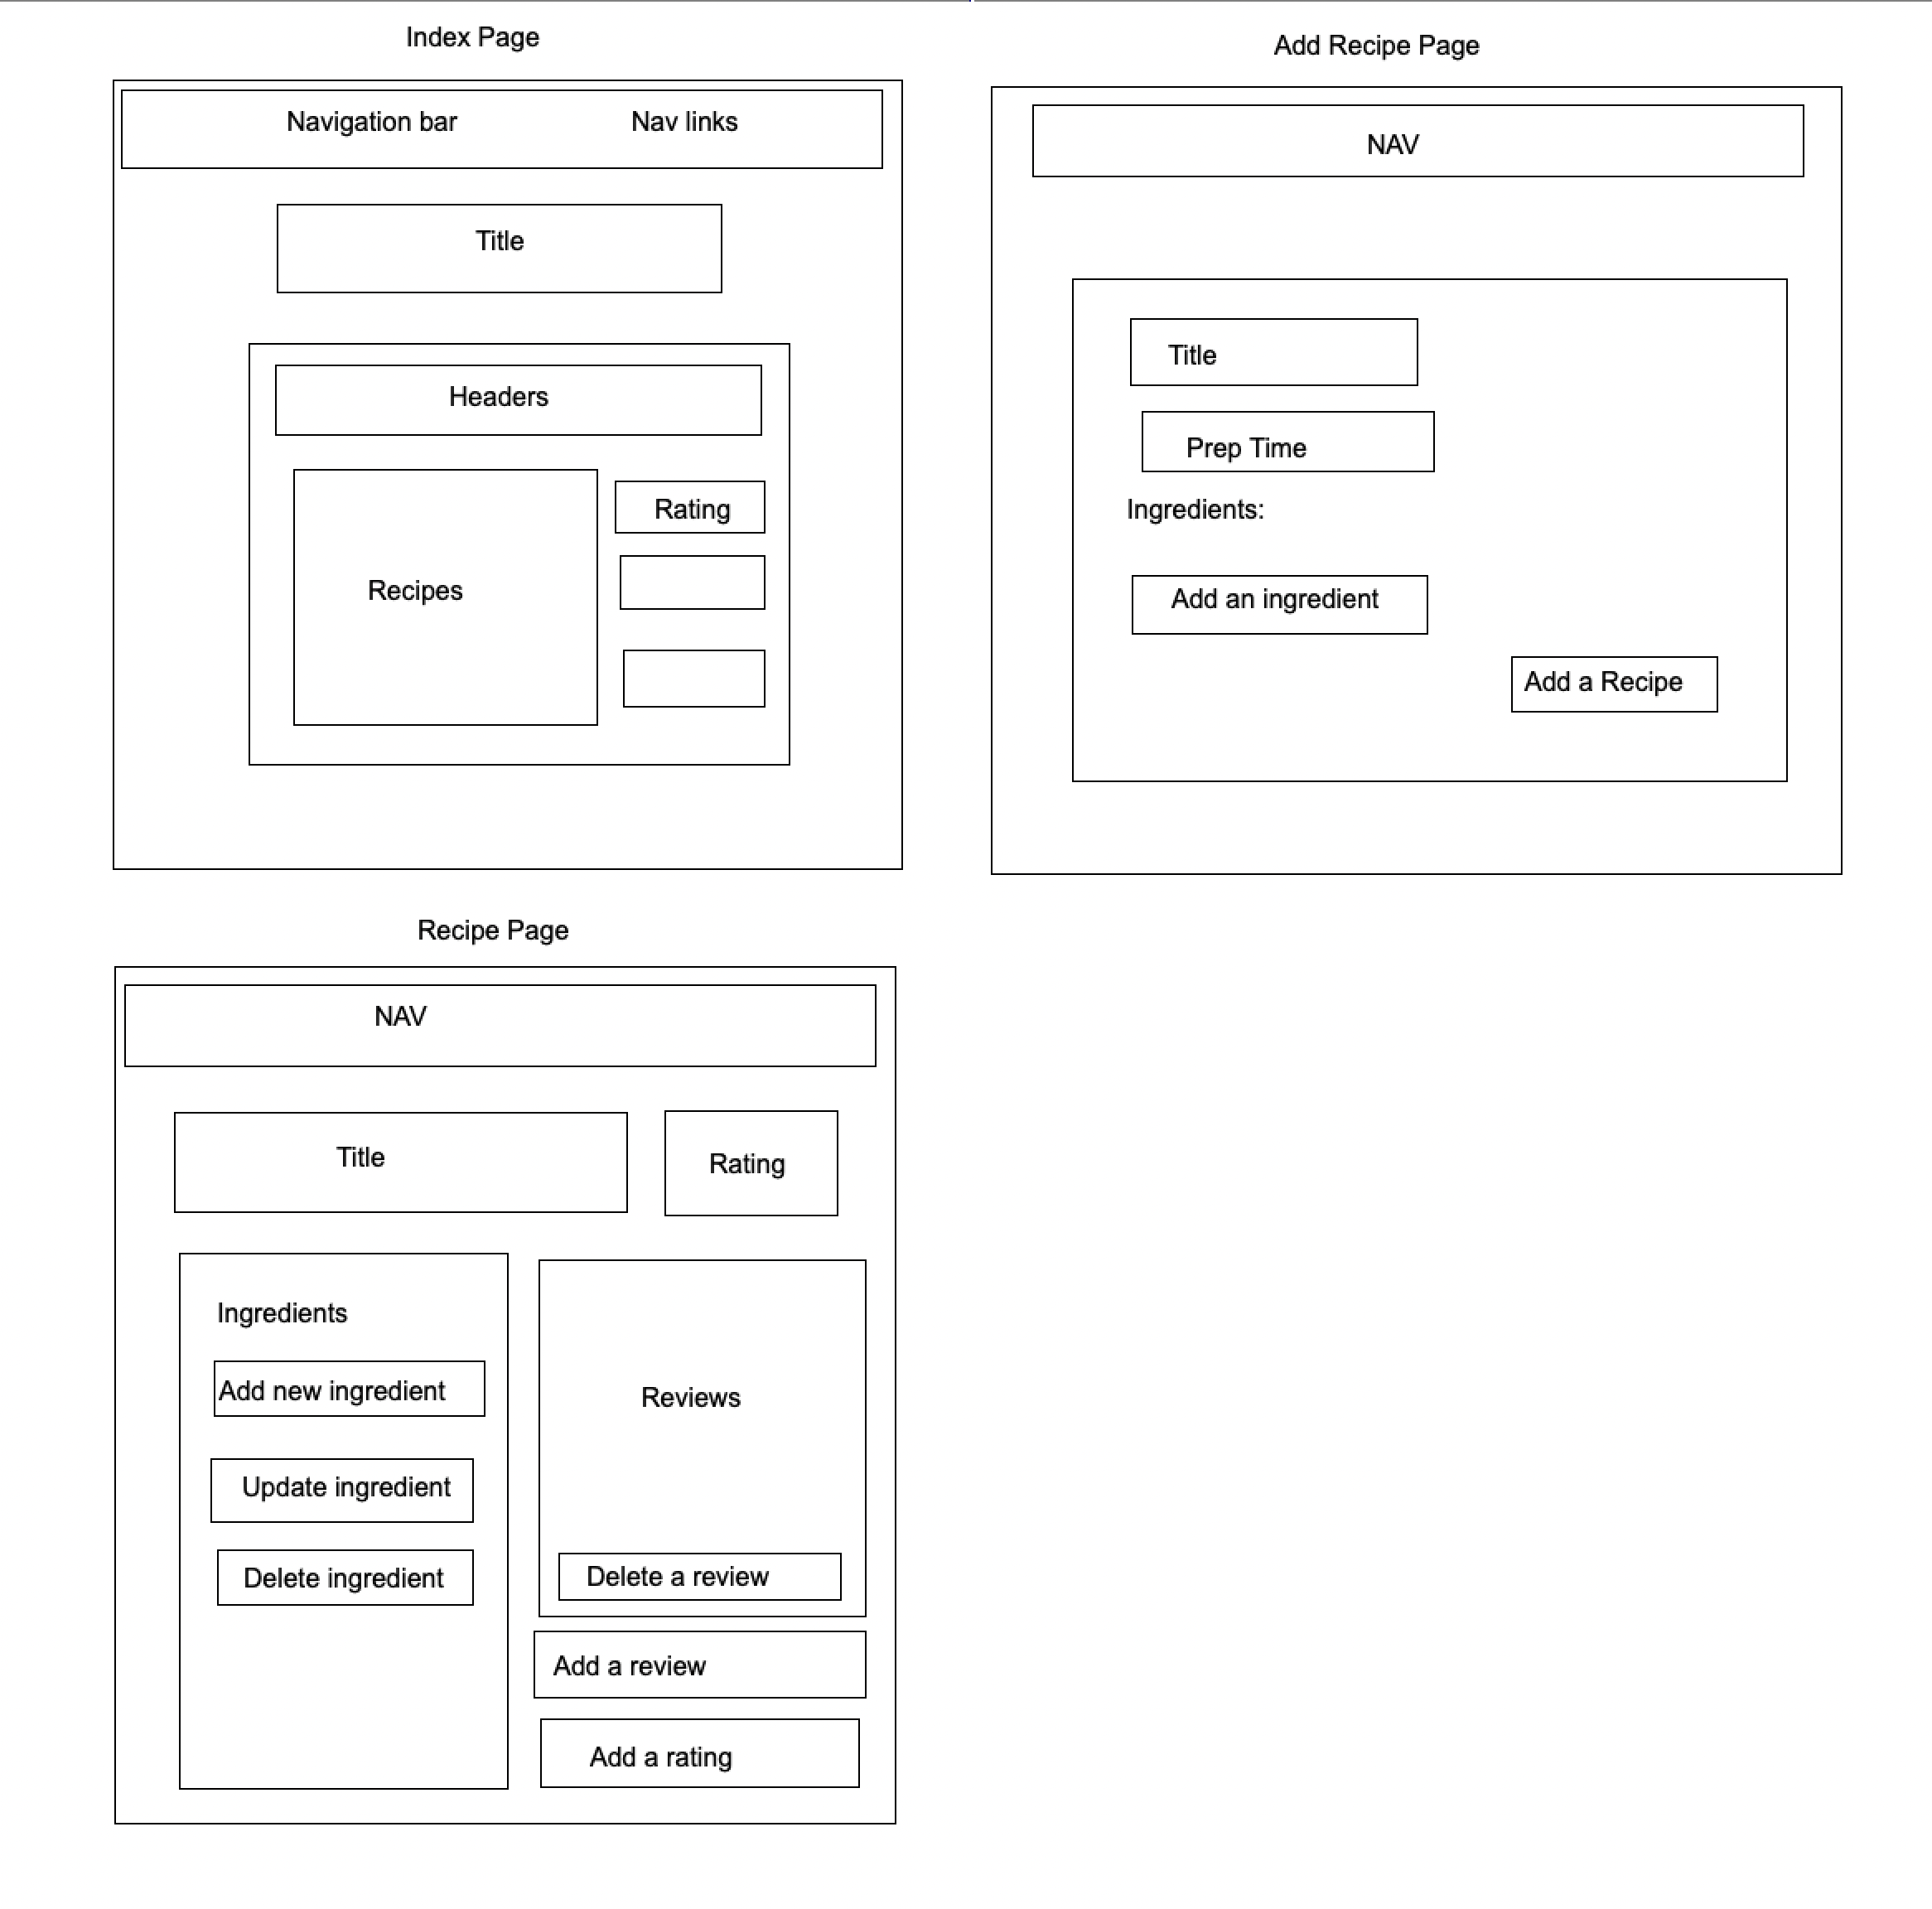 Index Page
Navigation bar
Nav links
Title
Headers
Recipes
Rating
Add Recipe Page
NAV
Title
Prep Time
Ingredients:
Add an ingredient
Add a Recipe
Recipe Page
NAV
Title
Rating
Ingredients
Add new ingredient
Update ingredient
Delete ingredient
Reviews
Delete a review
Add a review
Add a rating